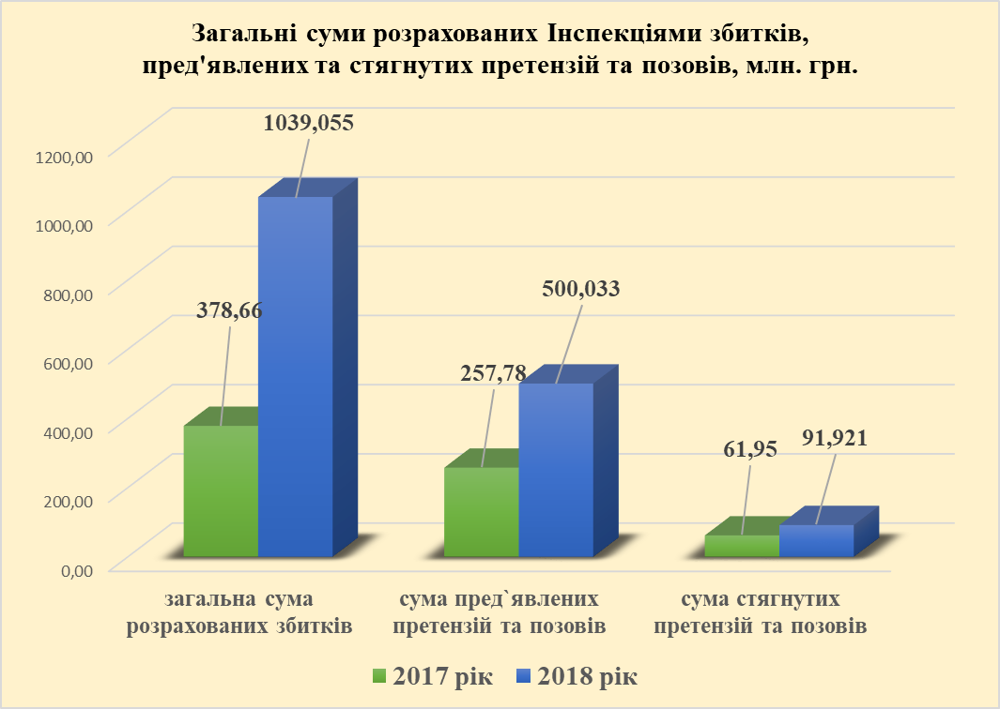 Загальні суми розрахованих Інспекціями збитків,
пред'явлених та стягнутих претензій та позовів, млн. грн.
1200,00
1000,00
800,00
600,00
400,00
200,00
0,00
378,66
1039,055
257,78
500,033
61,95
91,921
загальна сума
розрахованих збитків
сума пред`явлених
претензій та позовів
сума стягнутих
претензій та позовів
2017 рік
2018 рік